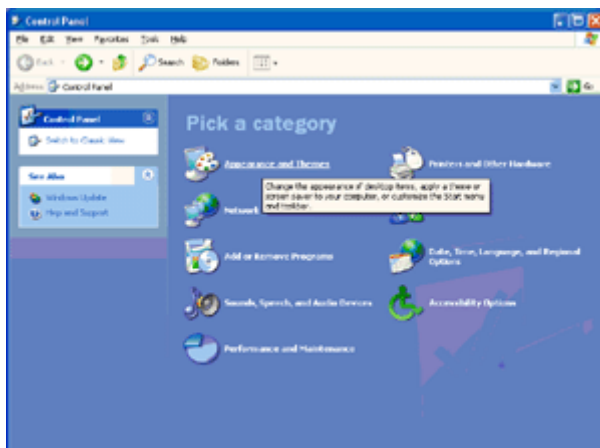 Control Panel
File Edit View Favorites Tools Help
Back Search Folders
Address Control Panel Go
Control Panel
Switch to Classic View
See Also
Windows Update
Help and Support
Pick a category
Appearance and Themes
Printers and Other Hardware
Change the appearance of desktop items, apply a theme or
screen saver to your computer, or customize the Start menu
and taskbar.
Network
Add or Remove Programs
Date, Time, Language, and Regional
Options
Sounds, Speech, and Audio Devices
Accessibility Options
Performance and Maintenance